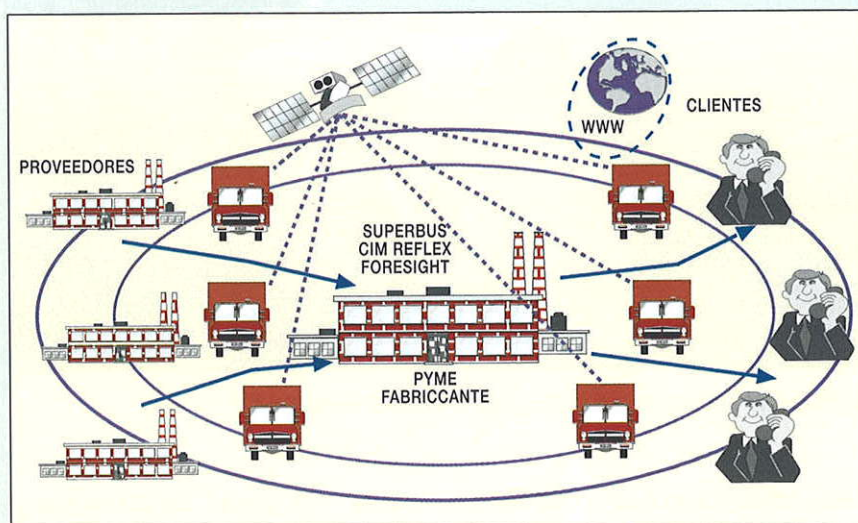 WWW
CLIENTES
PROVEEDORES
SUPERBUS
CIM REFLEX
FORESIGHT
PYME
FABRICCANTE